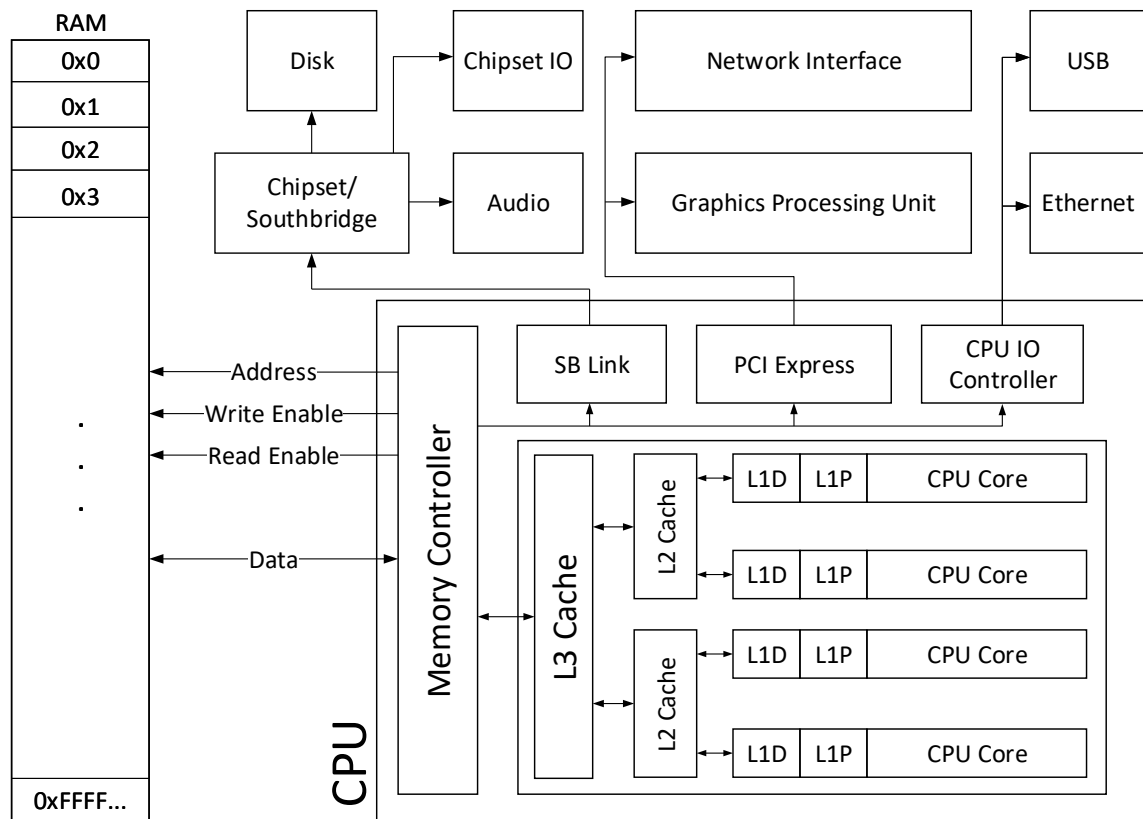 RAM
0x0
0x1
0x2
0x3
.
.
.
0xFFFF...
Disk
Chipset IO
Network Interface
USB
Chipset/
Southbridge
Audio
Graphics Processing Unit
Ethernet
Address
Write Enable
Read Enable
Data
CPU
Memory Controller
SB Link
PCI Express
CPU IO
Controller
L3 Cache
L2 Cache
L1D
L1P
CPU Core
L1D
L1P
CPU Core
L2 Cache
L1D
L1P
CPU Core
L1D
L1P
CPU Core